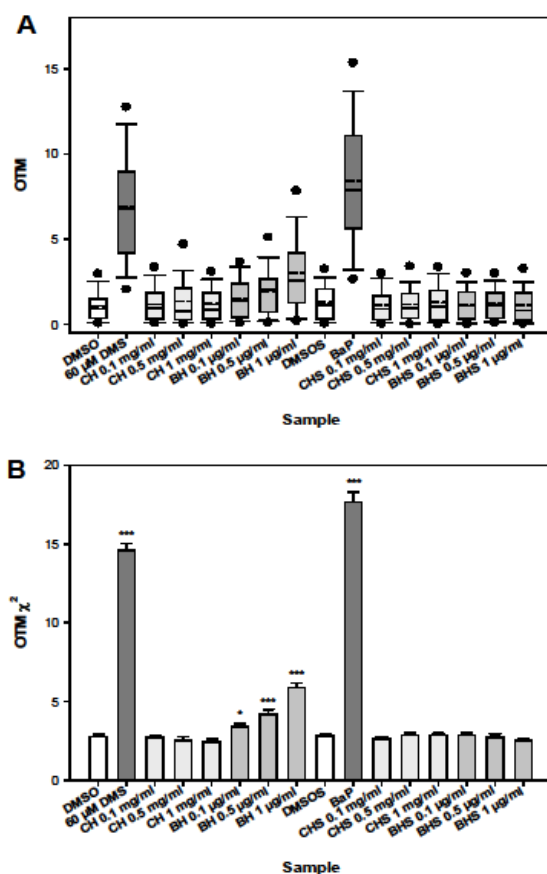 A
15
10
5
0
OTM
DMSO
60 µM DMS
CH 0,1 mg/ml
CH 0.5 mg/ml
CH 1 mg/ml
BH 0.1 µg/ml
BH 0.5 µg/ml
BH 1 µg/ml
DMSOS
BaP
CHS 0,1 mg/ml
CHS 0.5 mg/ml
CHS 1 mg/ml
BHS 0.1 µg/ml
BHS 0.5 µg/ml
BHS 1 µg/ml
Sample
B
20
15
10
5
0
OTM χ²
***
*
***
***
***
DMSO
60 µM DMS
CH 0,1 mg/ml
CH 0.5 mg/ml
CH 1 mg/ml
BH 0.1 µg/ml
BH 0.5 µg/ml
BH 1 µg/ml
DMSOS
BaP
CHS 0,1 mg/ml
CHS 0.5 mg/ml
CHS 1 mg/ml
BHS 0.1 µg/ml
BHS 0.5 µg/ml
BHS 1 µg/ml
Sample